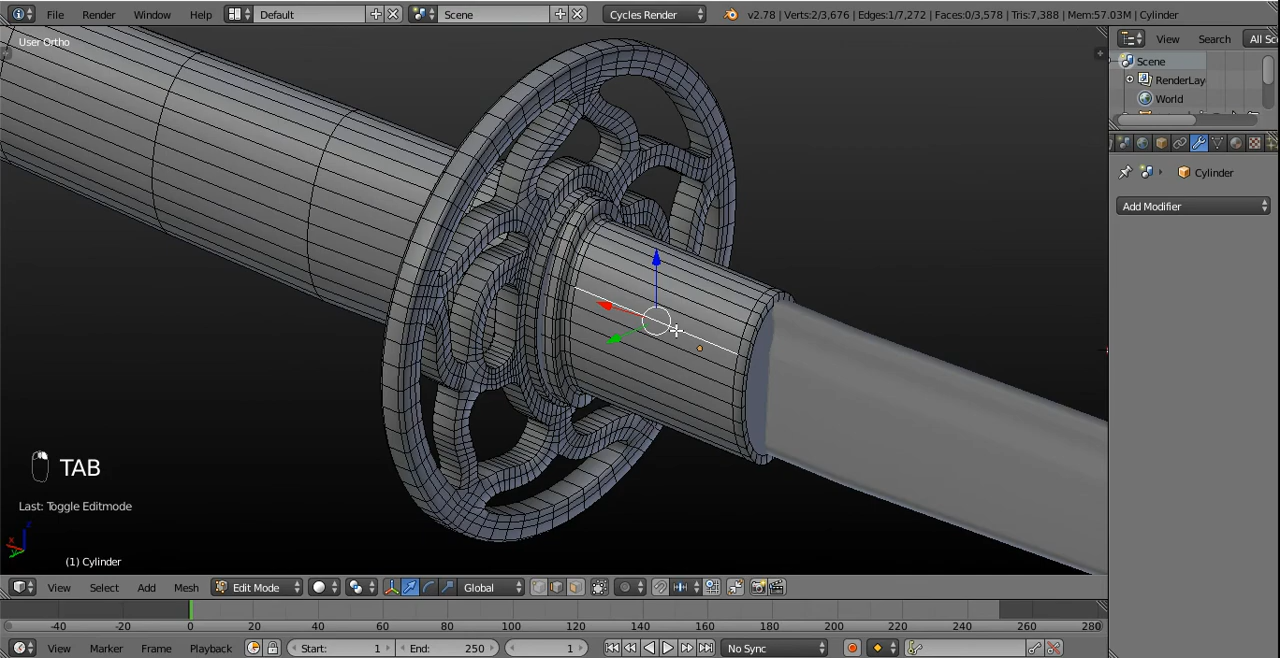 File Render Window Help Default Scene Cycles Render v2.78 | Verts:2/3,676 | Edges:1/7,272 | Faces:0/3,578 | Tris:7,388 | Mem:57.03M | Cylinder
User Ortho
View Search All Sc
Scene
RenderLay
World
Cylinder
Add Modifier
TAB
Last: Toggle Editmode
(1) Cylinder
View Select Add Mesh Edit Mode Global
-40 -20 0 20 40 60 80 100 120 140 160 180 200 220 240 260 280
View Marker Frame Playback Start: 1 End: 250 1 No Sync